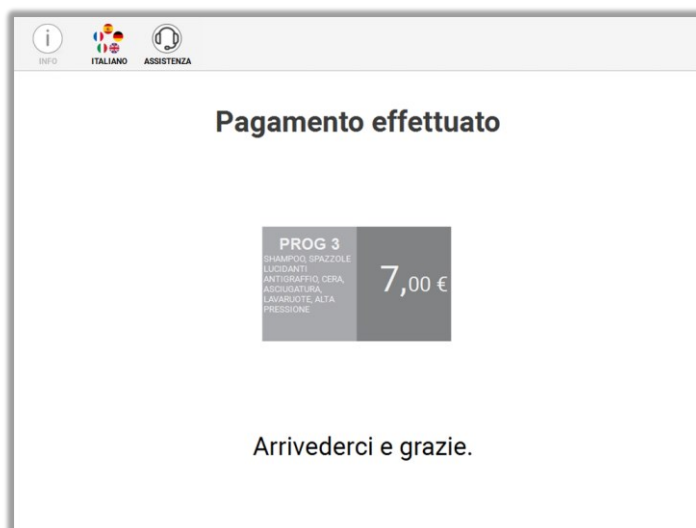 INFO
ITALIANO
ASSISTENZA
Pagamento effettuato
PROG 3
SHAMPOO, SPAZZOLE
LUCIDANTI
ANTIGRAFFIO, CERA,
ASCIUGATURA,
LAVARUOTE, ALTA
PRESSIONE
7,00 €
Arrivederci e grazie.